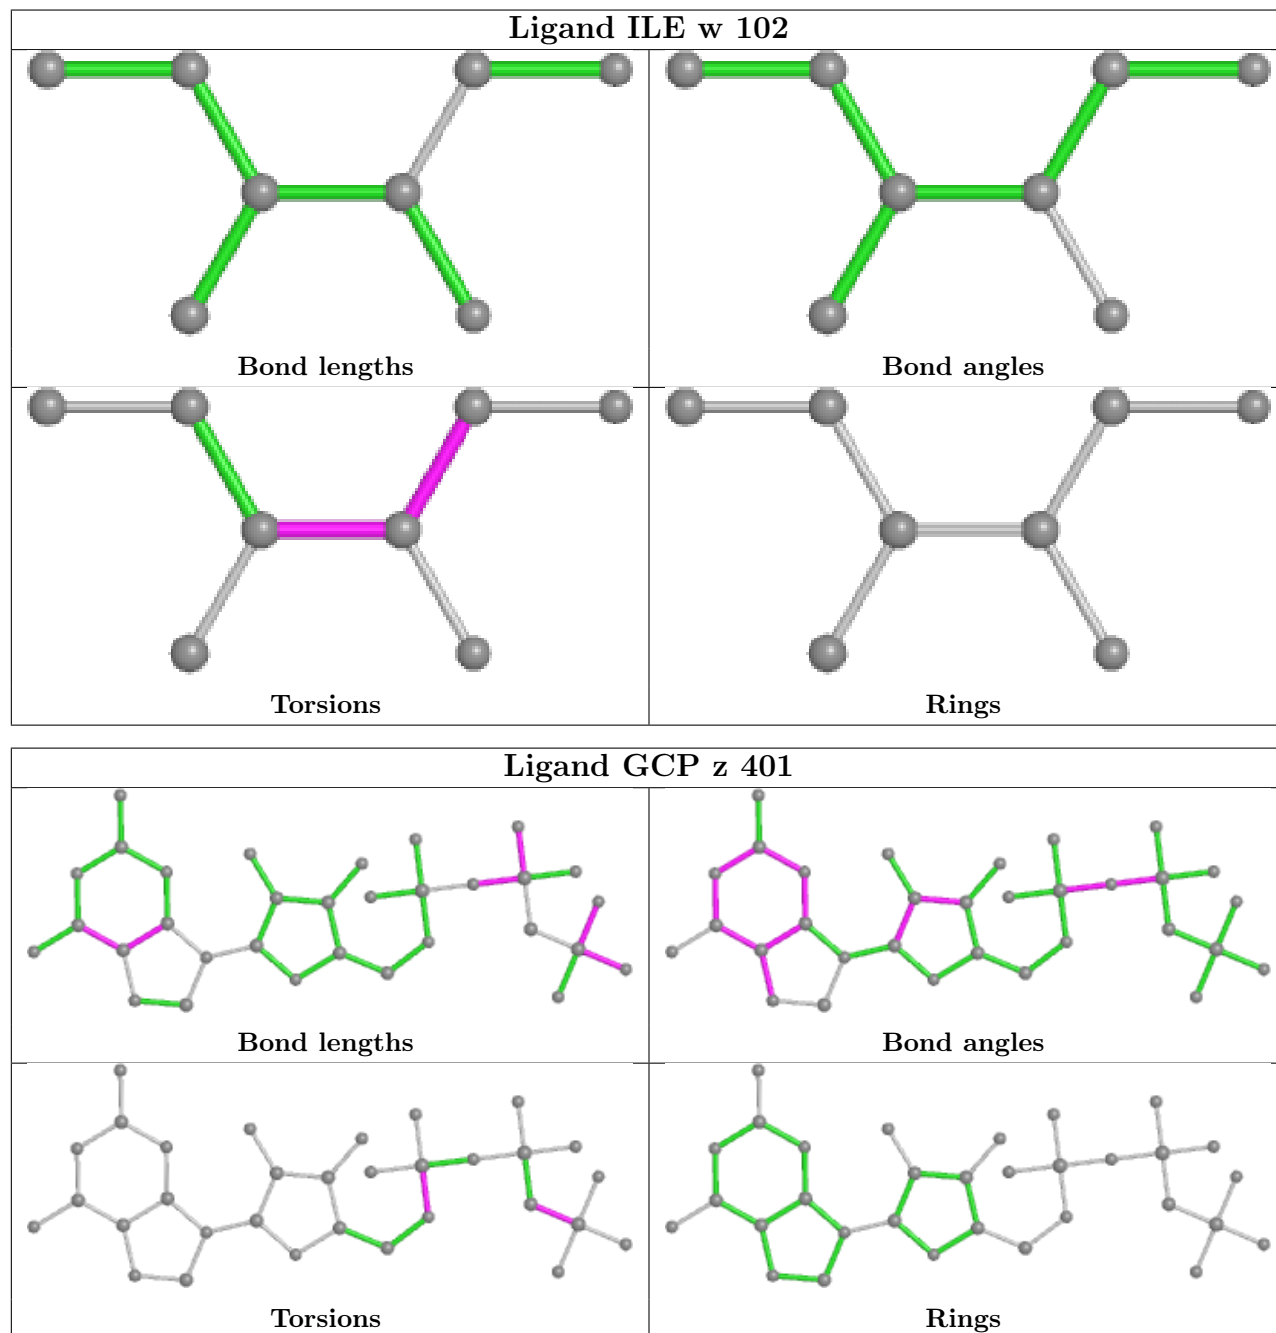 Ligand ILE w 102
Bond lengths
Bond angles
Torsions
Rings
Ligand GCP z 401
Bond lengths
Bond angles
Torsions
Rings